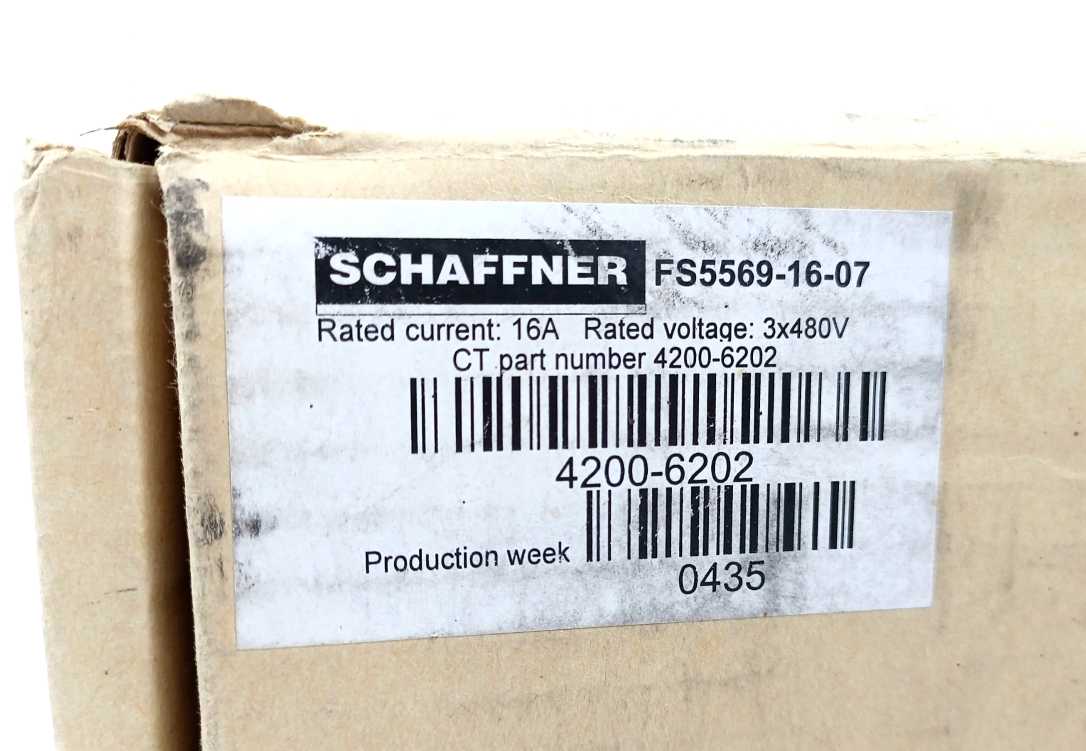 SCHAFFNER FS5569-16-07
Rated current: 16A Rated voltage: 3x480V
CT part number 4200-6202
4200-6202
Production week
0435